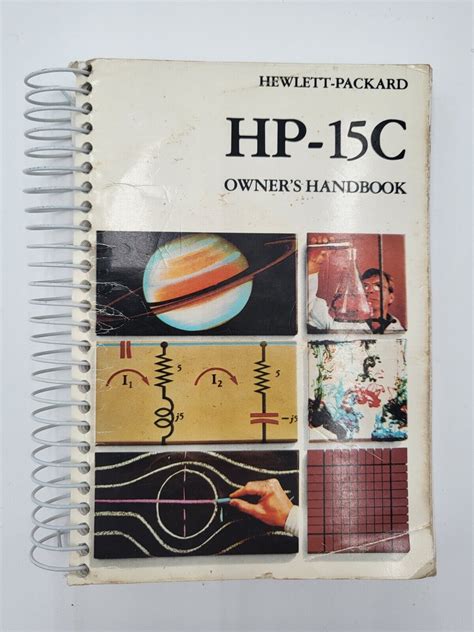 HEWLETT-PACKARD
HP-15C
OWNER'S HANDBOOK
I₁ 5 I₂ 5
j5 -j5